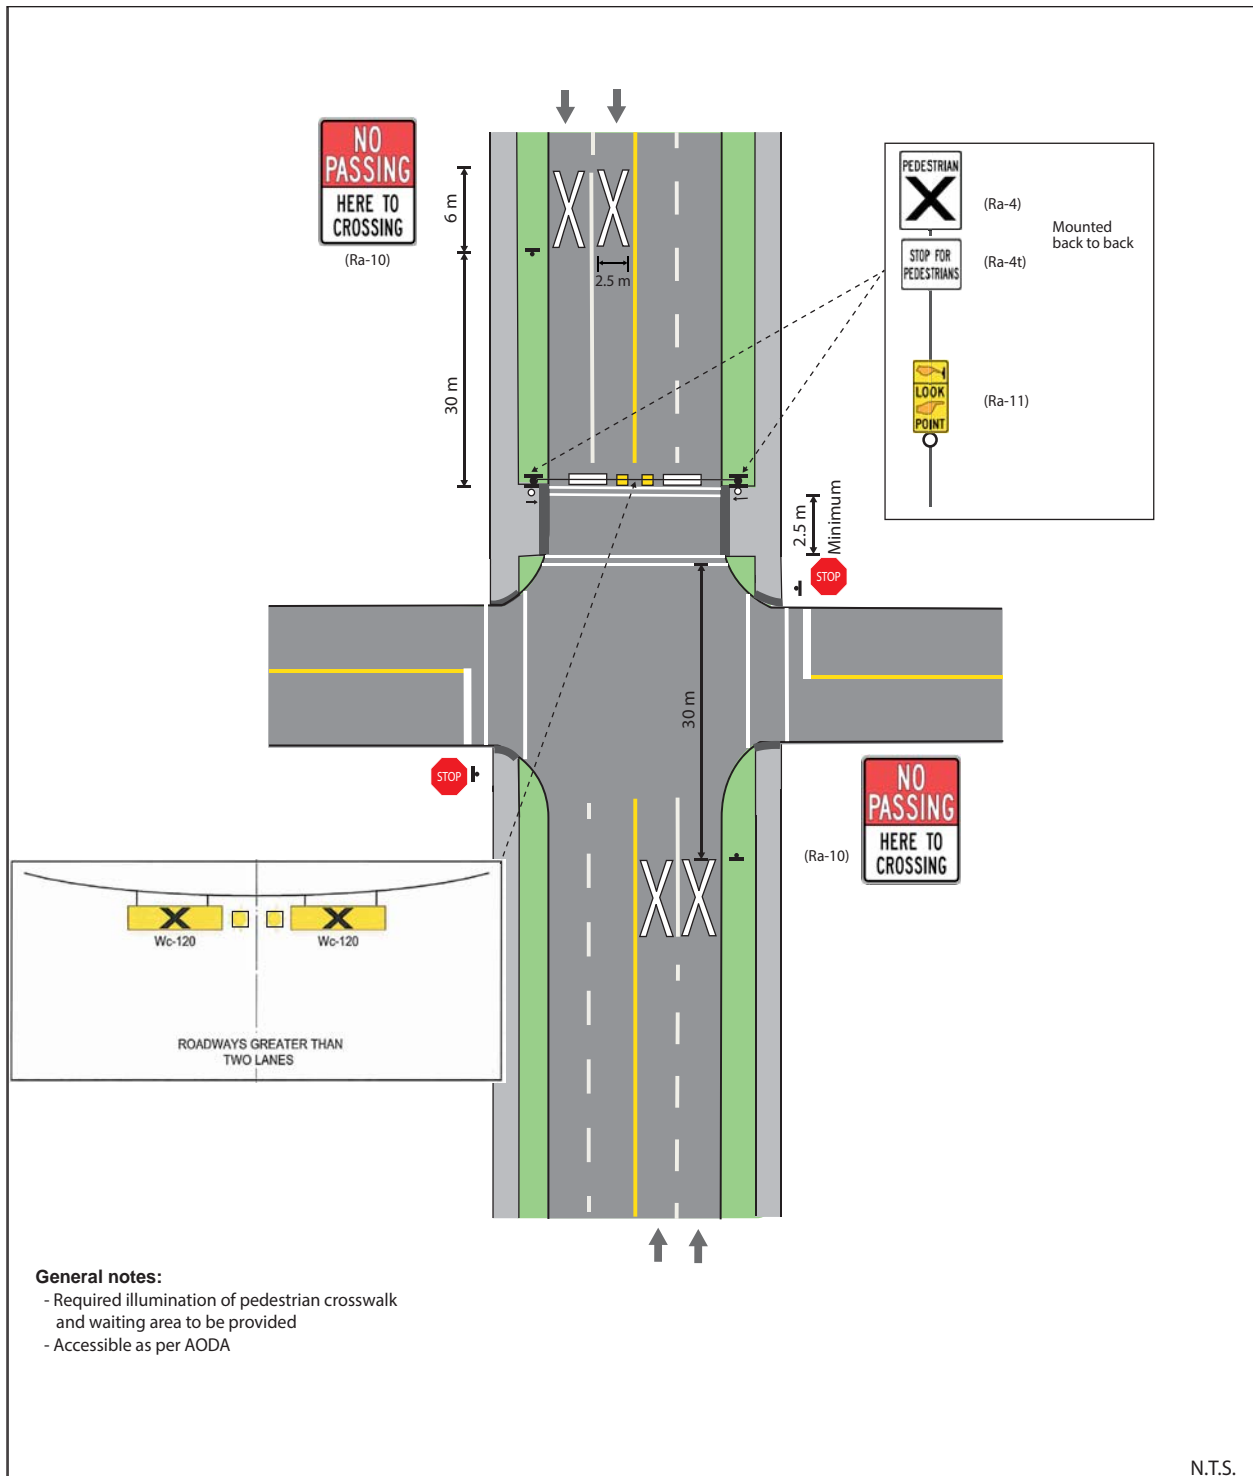 NO
PASSING
HERE TO
CROSSING
(Ra-10)
6 m
30 m
2.5 m
PEDESTRIAN
X
(Ra-4)
Mounted
back to back
STOP FOR
PEDESTRIANS
(Ra-4t)
LOOK
POINT
(Ra-11)
2.5 m
Minimum
STOP
30 m
STOP
NO
PASSING
HERE TO
CROSSING
(Ra-10)
X X
Wc-120 Wc-120
ROADWAYS GREATER THAN
TWO LANES
General notes:
- Required illumination of pedestrian crosswalk
and waiting area to be provided
- Accessible as per AODA
N.T.S.